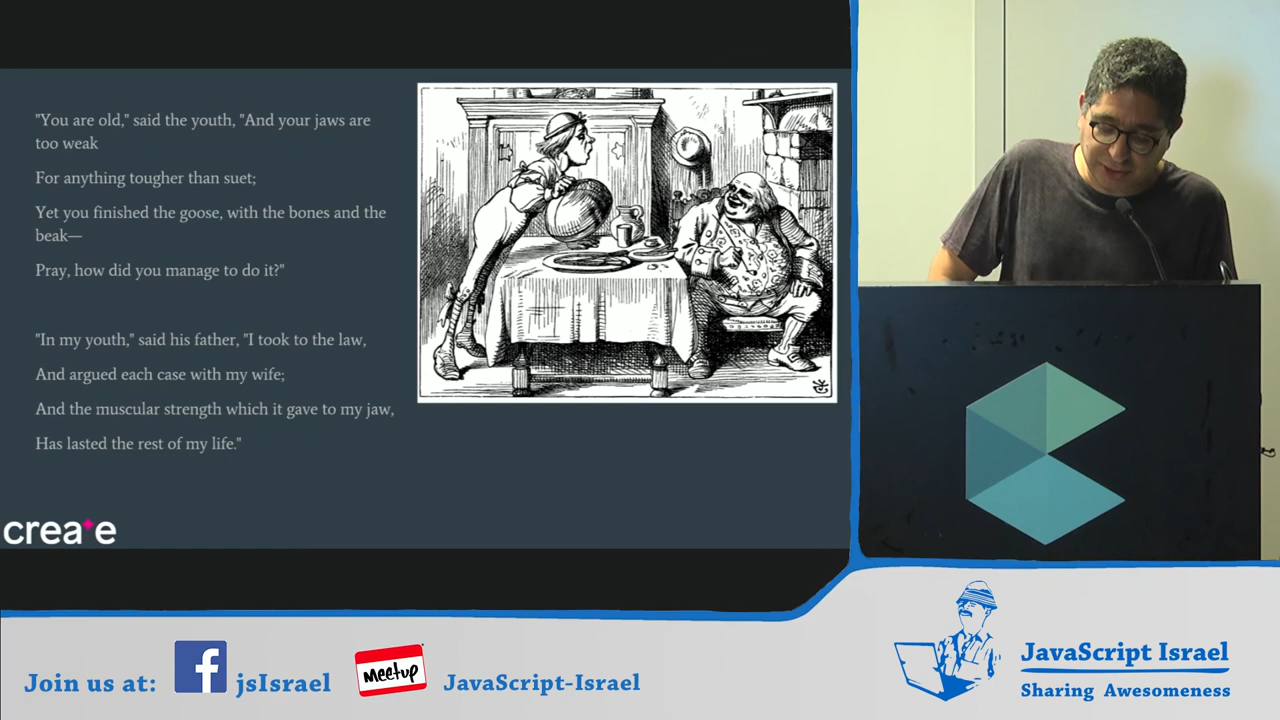 "You are old," said the youth, "And your jaws are
too weak
For anything tougher than suet;
Yet you finished the goose, with the bones and the
beak—
Pray, how did you manage to do it?"
"In my youth," said his father, "I took to the law,
And argued each case with my wife;
And the muscular strength which it gave to my jaw,
Has lasted the rest of my life."
create
Join us at:
jsIsrael
Meetup
JavaScript-Israel
JavaScript Israel
Sharing Awesomeness